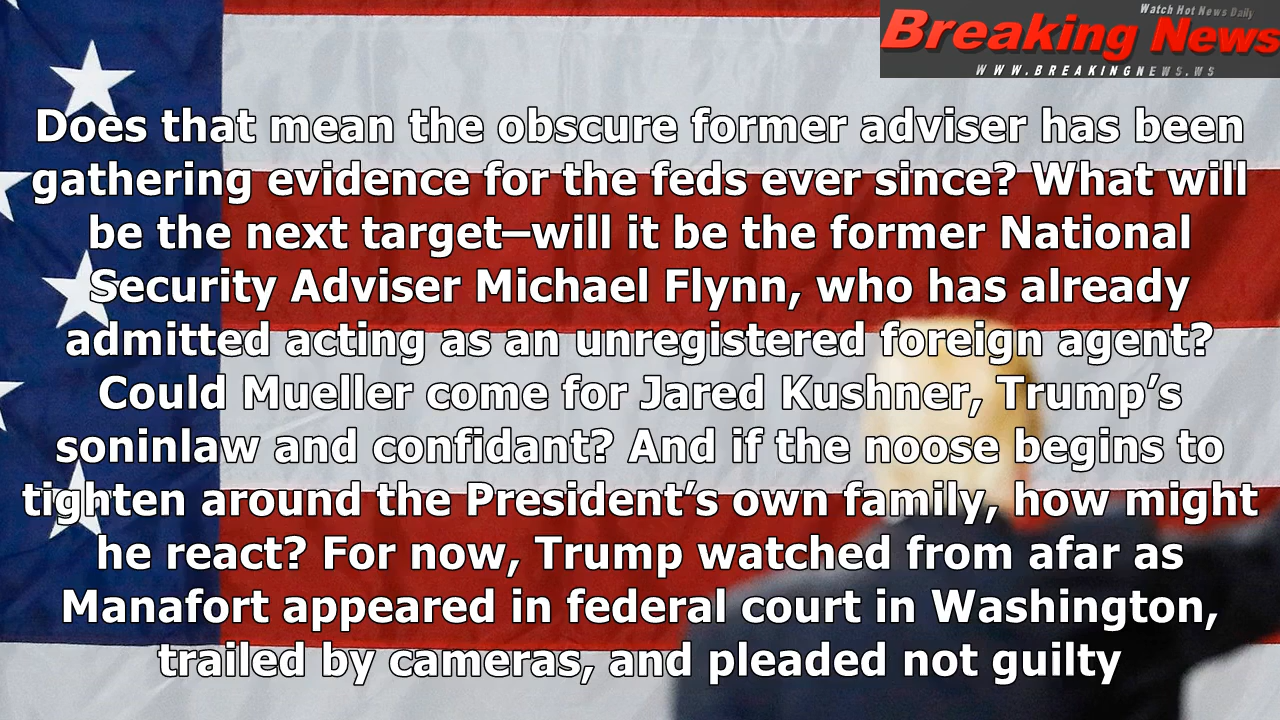 Watch Hot News Daily
Breaking News
WWW.BREAKINGNEWS.WS
Does that mean the obscure former adviser has been
gathering evidence for the feds ever since? What will
be the next target—will it be the former National
Security Adviser Michael Flynn, who has already
admitted acting as an unregistered foreign agent?
Could Mueller come for Jared Kushner, Trump’s
soninlaw and confidant? And if the noose begins to
tighten around the President’s own family, how might
he react? For now, Trump watched from afar as
Manafort appeared in federal court in Washington,
trailed by cameras, and pleaded not guilty